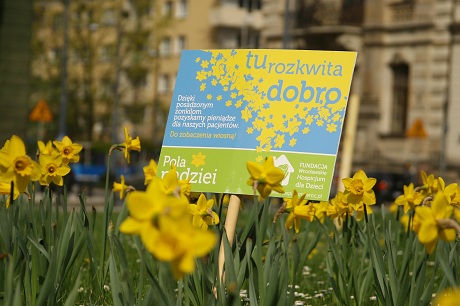 tu rozkwita
dobro
Dzięki
posadzonym
żonkilom
pozyskamy pieniądze
dla naszych pacjentów.
Do zobaczenia wiosną!
Pola
nadziei
FUNDACJA
Wrocławskie
Hospicjum
dla Dzieci